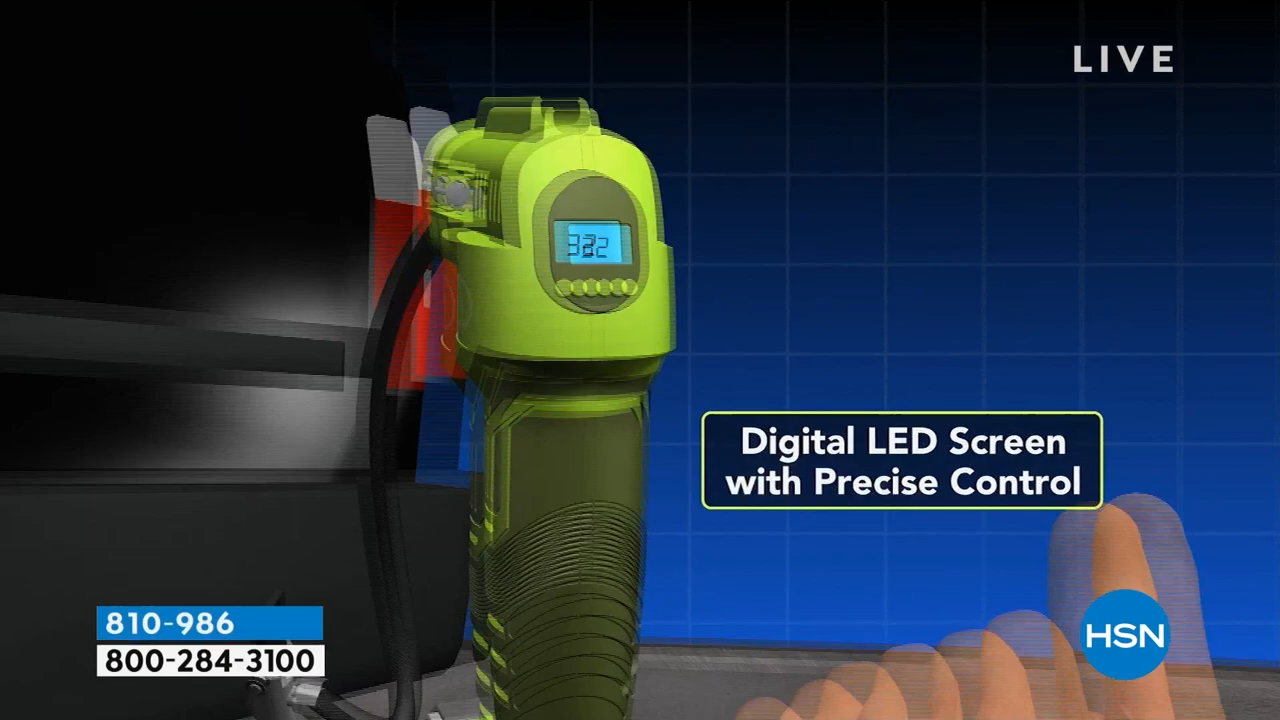 LIVE
Digital LED Screen
with Precise Control
810-986
800-284-3100
HSN